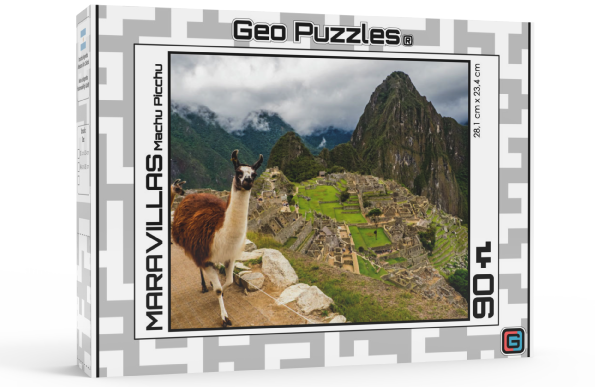 Geo Puzzles®
MARAVILLAS
Machu Picchu
28,1 cm x 23,4 cm
90
G